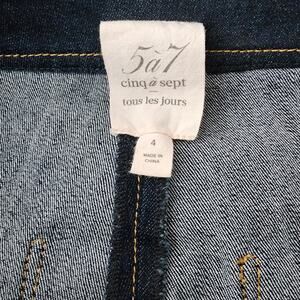 5à7
cinq à sept
tous les jours
4
MADE IN
CHINA